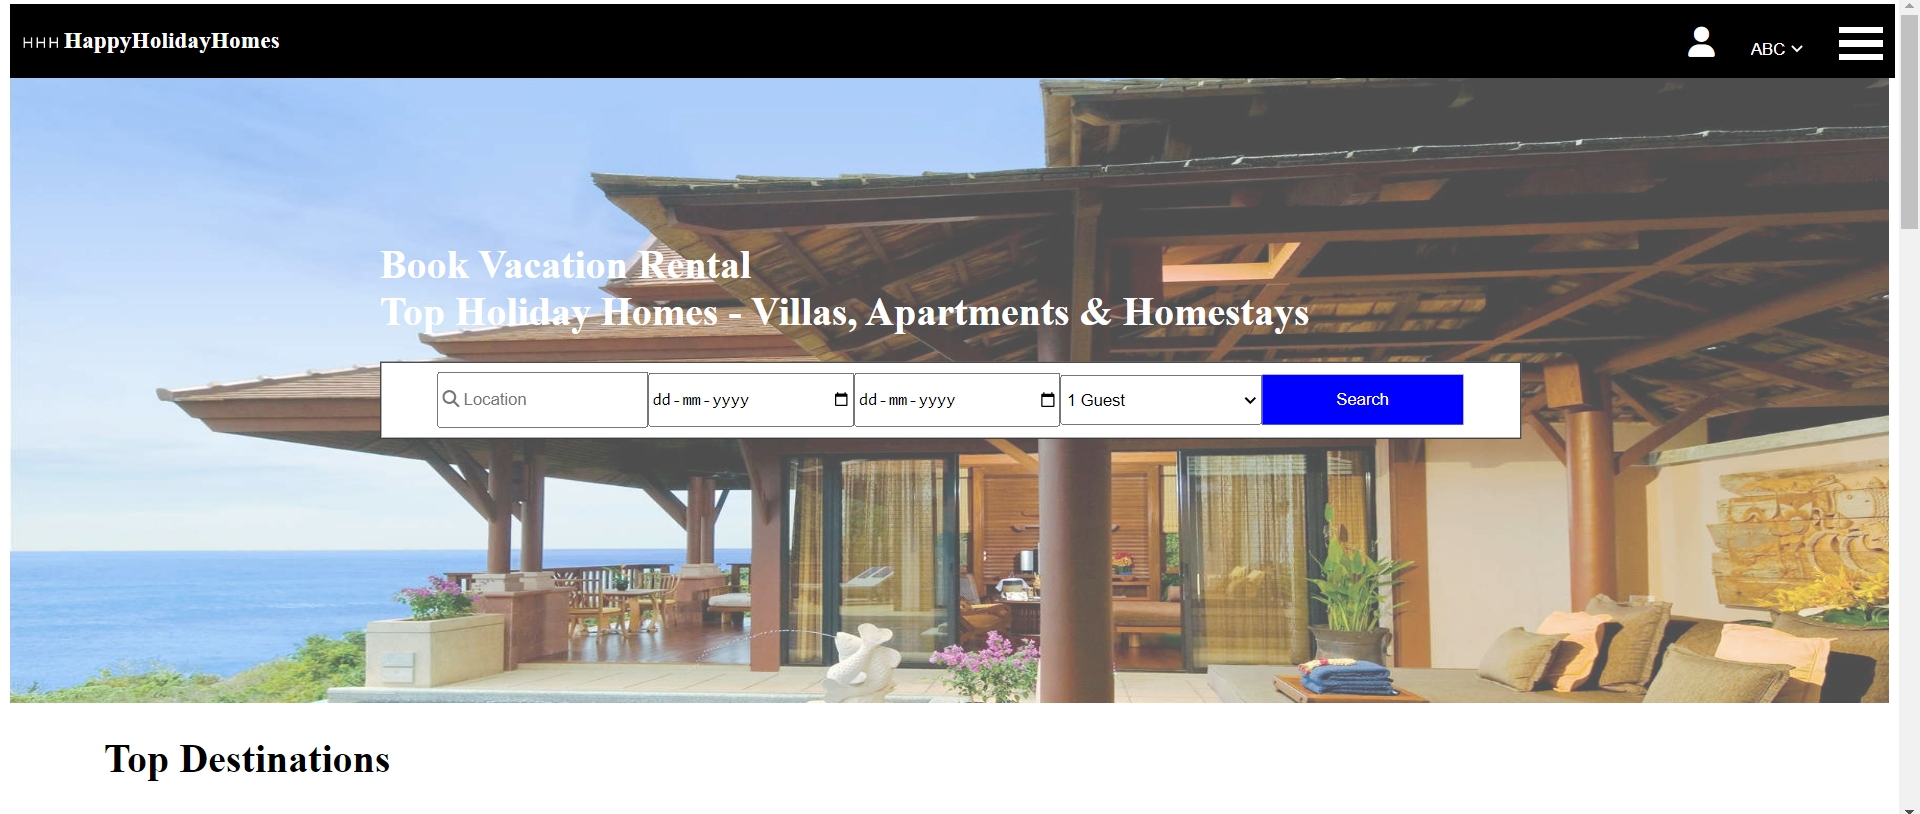 HHH HappyHolidayHomes
ABC
Book Vacation Rental
Top Holiday Homes - Villas, Apartments & Homestays
Location
dd-mm-yyyy
dd-mm-yyyy
1 Guest
Search
Top Destinations